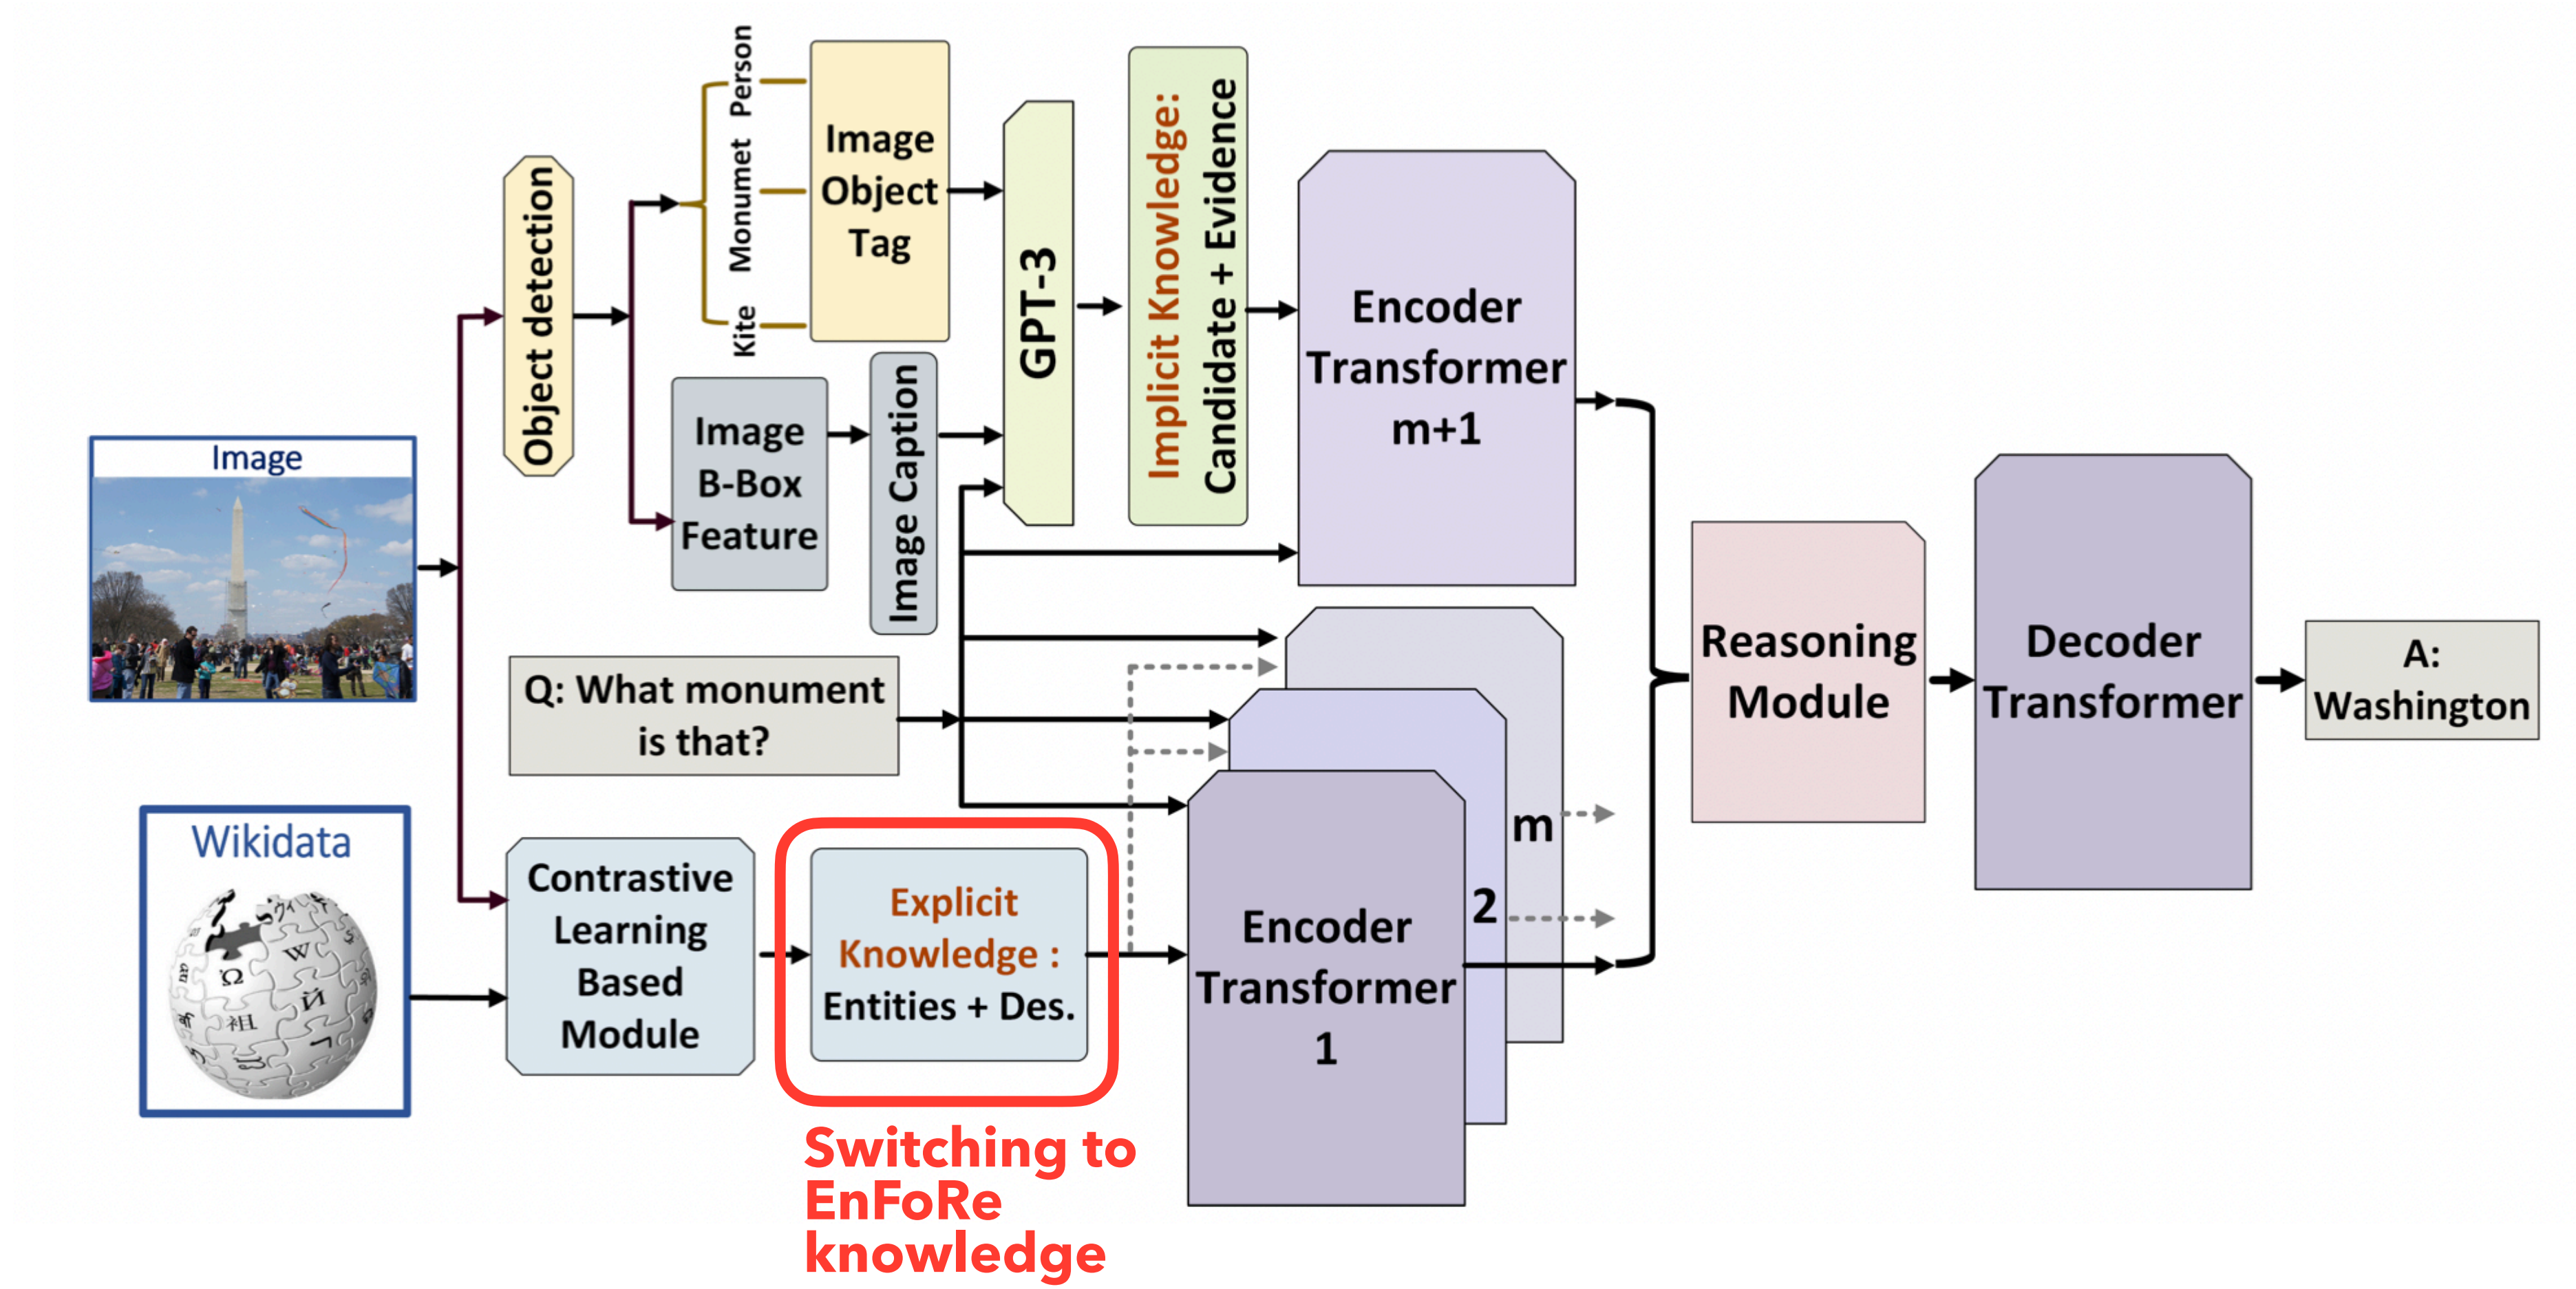 Image
Wikidata
Object detection
Person
Monumet
Kite
Image
Object
Tag
Image
B-Box
Feature
Image Caption
GPT-3
Implicit Knowledge:
Candidate + Evidence
Q: What monument
is that?
Contrastive
Learning
Based
Module
Explicit
Knowledge :
Entities + Des.
Switching to
EnFoRe
knowledge
Encoder
Transformer
m+1
m
2
Encoder
Transformer
1
Reasoning
Module
Decoder
Transformer
A:
Washington
Ω
W
И̌
祖